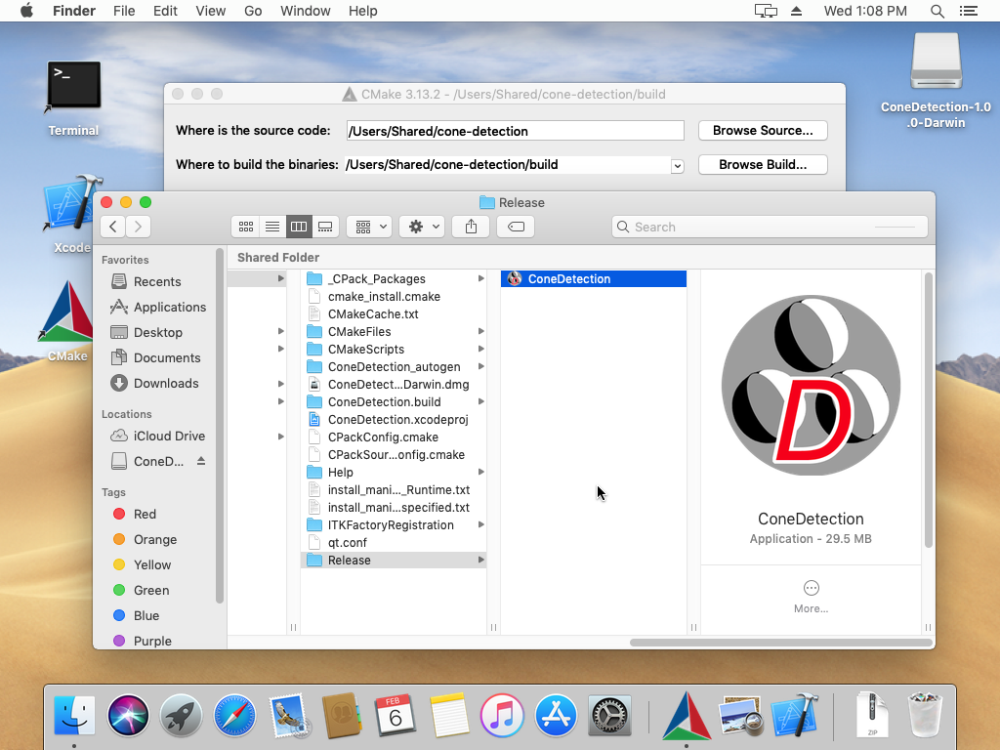 Finder File Edit View Go Window Help Wed 1:08 PM
>_
Terminal
Xcode
CMake
ConeDetection-1.0
.0-Darwin
CMake 3.13.2 - /Users/Shared/cone-detection/build
Where is the source code: /Users/Shared/cone-detection Browse Source...
Where to build the binaries: /Users/Shared/cone-detection/build Browse Build...
Release
Search
Favorites
Recents
Applications
Desktop
Documents
Downloads
Locations
iCloud Drive
ConeD...
Tags
Red
Orange
Yellow
Green
Blue
Purple
Shared Folder
_CPack_Packages
cmake_install.cmake
CMakeCache.txt
CMakeFiles
CMakeScripts
ConeDetection_autogen
ConeDetect...Darwin.dmg
ConeDetection.build
ConeDetection.xcodeproj
CPackConfig.cmake
CPackSour...onfig.cmake
Help
install_mani..._Runtime.txt
install_mani...specified.txt
ITKFactoryRegistration
qt.conf
Release
ConeDetection
D
ConeDetection
Application - 29.5 MB
More...
FEB
6
ZIP